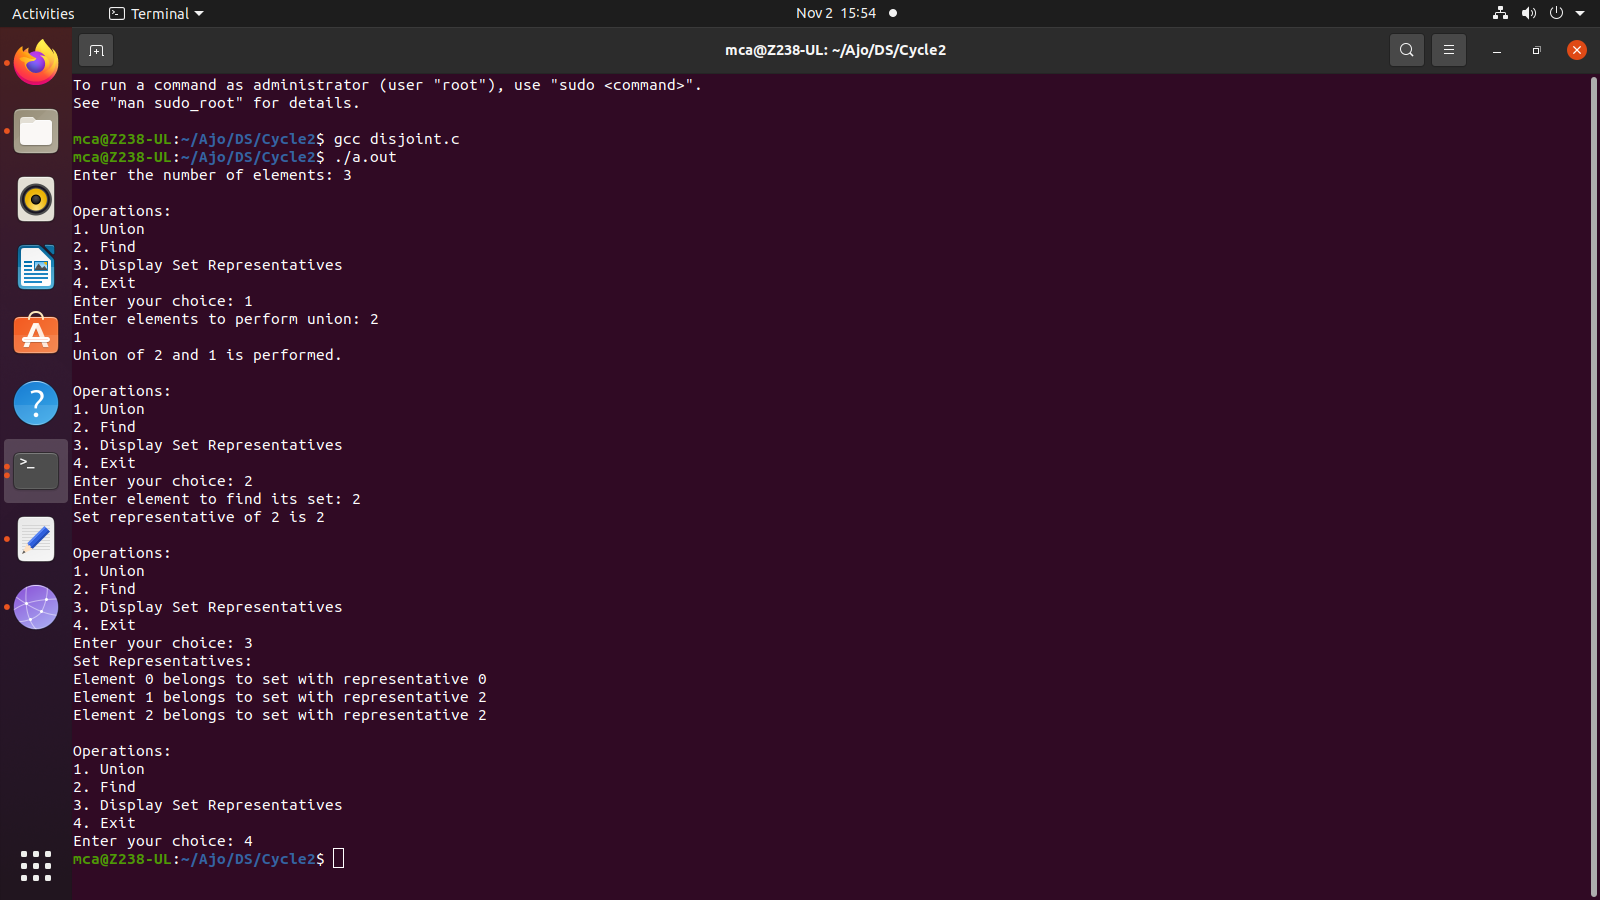 Activities
Terminal
Nov 2 15:54
mca@Z238-UL: ~/Ajo/DS/Cycle2
To run a command as administrator (user "root"), use "sudo <command>".
See "man sudo_root" for details.
mca@Z238-UL:~/Ajo/DS/Cycle2$ gcc disjoint.c
mca@Z238-UL:~/Ajo/DS/Cycle2$ ./a.out
Enter the number of elements: 3
Operations:
1. Union
2. Find
3. Display Set Representatives
4. Exit
Enter your choice: 1
Enter elements to perform union: 2
1
Union of 2 and 1 is performed.
Operations:
1. Union
2. Find
3. Display Set Representatives
4. Exit
Enter your choice: 2
Enter element to find its set: 2
Set representative of 2 is 2
Operations:
1. Union
2. Find
3. Display Set Representatives
4. Exit
Enter your choice: 3
Set Representatives:
Element 0 belongs to set with representative 0
Element 1 belongs to set with representative 2
Element 2 belongs to set with representative 2
Operations:
1. Union
2. Find
3. Display Set Representatives
4. Exit
Enter your choice: 4
mca@Z238-UL:~/Ajo/DS/Cycle2$